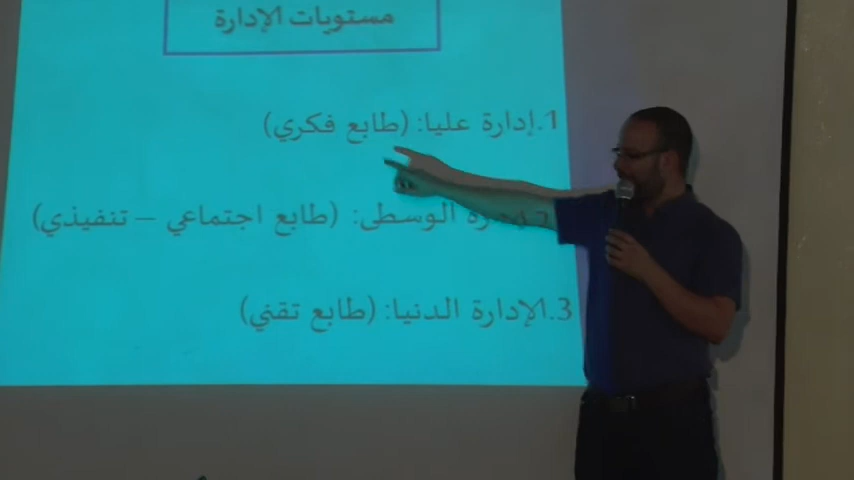 مستويات الإدارة
1.إدارة عليا: (طابع فكري)
الوسطى: (طابع اجتماعي – تنفيذي)
3.الإدارة الدنيا: (طابع تقني)